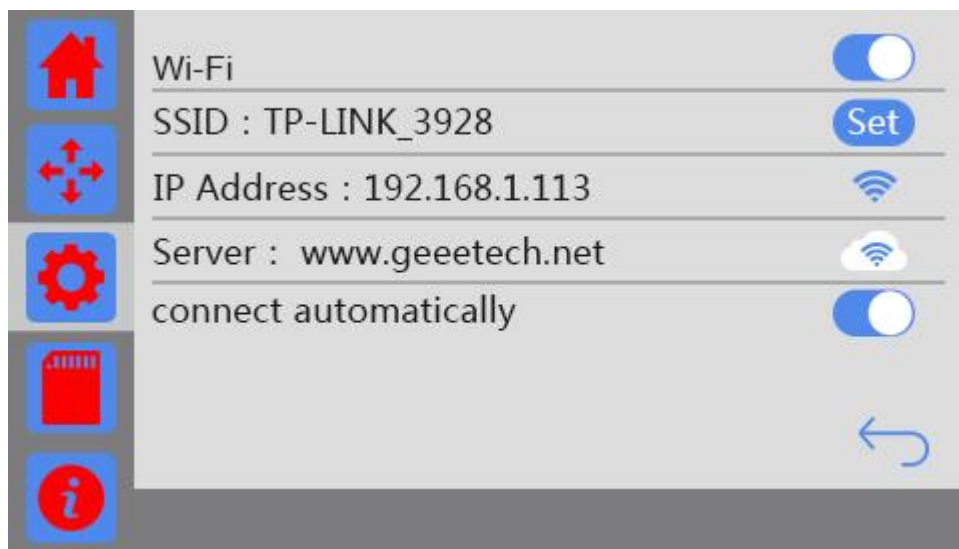 Wi-Fi
SSID : TP-LINK_3928
Set
IP Address : 192.168.1.113
Server : www.geeetech.net
connect automatically
i